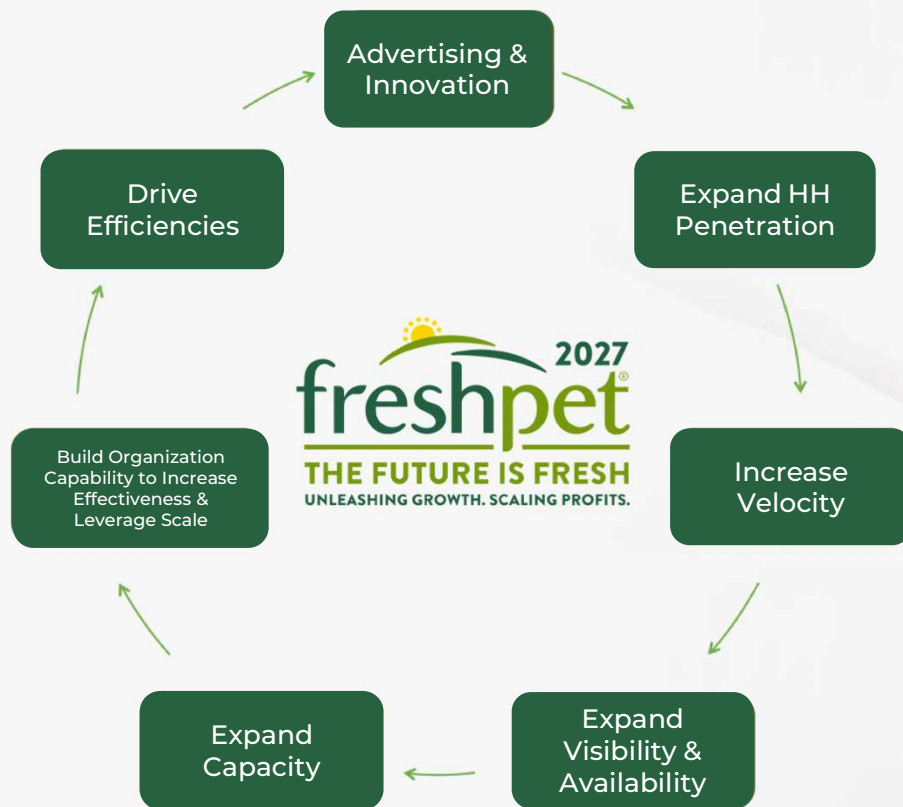 Advertising &
Innovation
Expand HH
Penetration
Increase
Velocity
Expand
Visibility &
Availability
Expand
Capacity
Build Organization
Capability to Increase
Effectiveness &
Leverage Scale
Drive
Efficiencies
2027
freshpet®
THE FUTURE IS FRESH
UNLEASHING GROWTH. SCALING PROFITS.